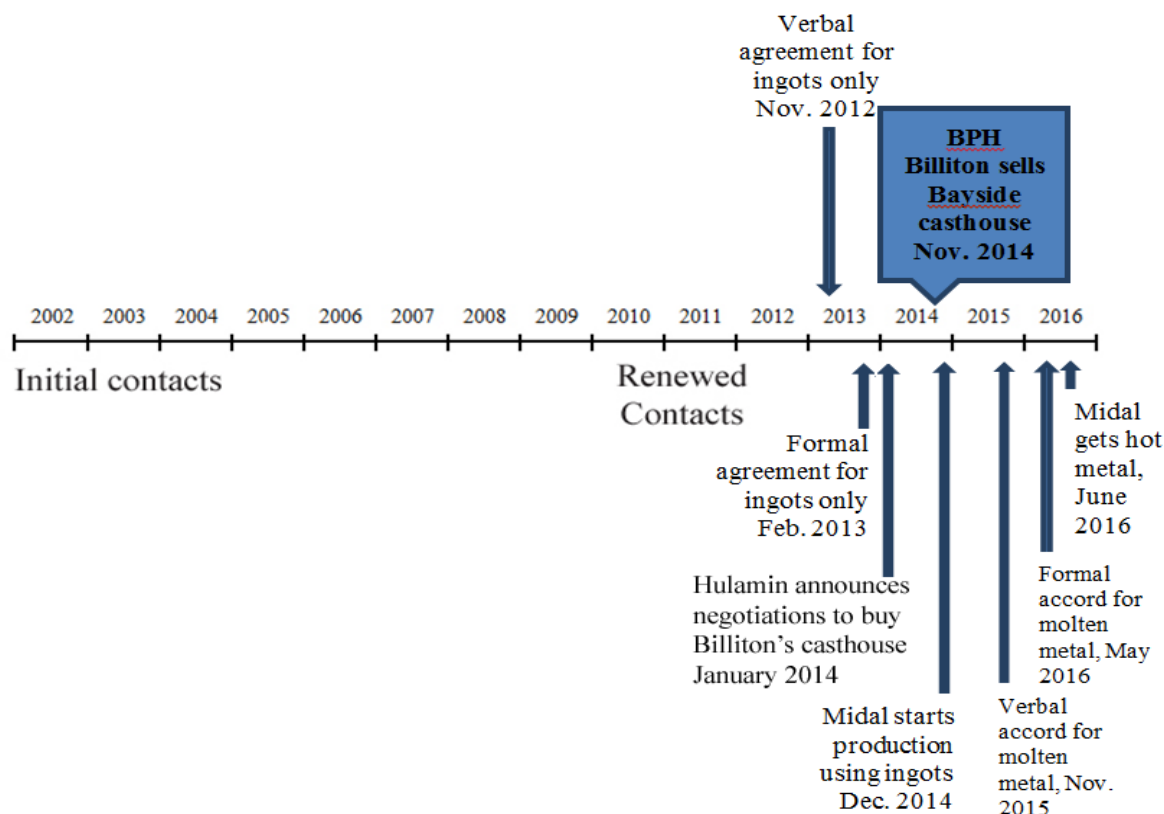 Verbal
agreement for
ingots only
Nov. 2012
BPH
Billiton sells
Bayside
casthouse
Nov. 2014
2002 2003 2004 2005 2006 2007 2008 2009 2010 2011 2012 2013 2014 2015 2016
Initial contacts
Renewed
Contacts
Formal
agreement for
ingots only
Feb. 2013
Hulamin announces
negotiations to buy
Billiton’s casthouse
January 2014
Midal starts
production
using ingots
Dec. 2014
Verbal
accord for
molten
metal, Nov.
2015
Formal
accord for
molten
metal, May
2016
Midal
gets hot
metal,
June
2016